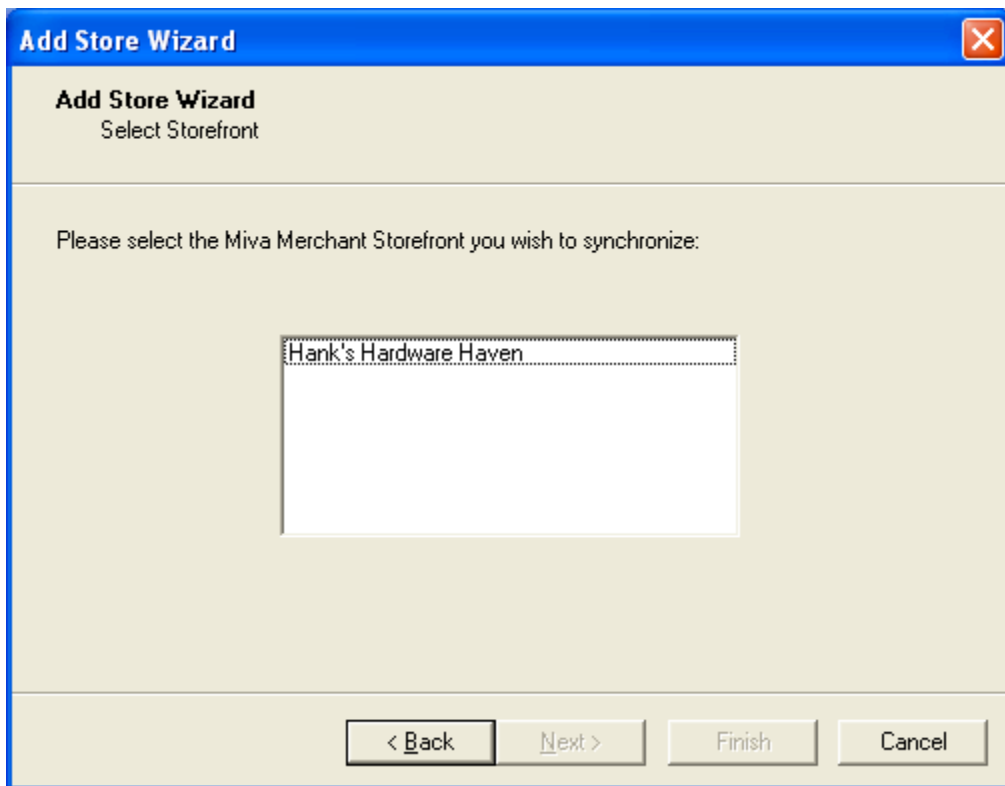 Add Store Wizard
Add Store Wizard
Select Storefront
Please select the Miva Merchant Storefront you wish to synchronize:
Hank's Hardware Haven
< Back Next > Finish Cancel